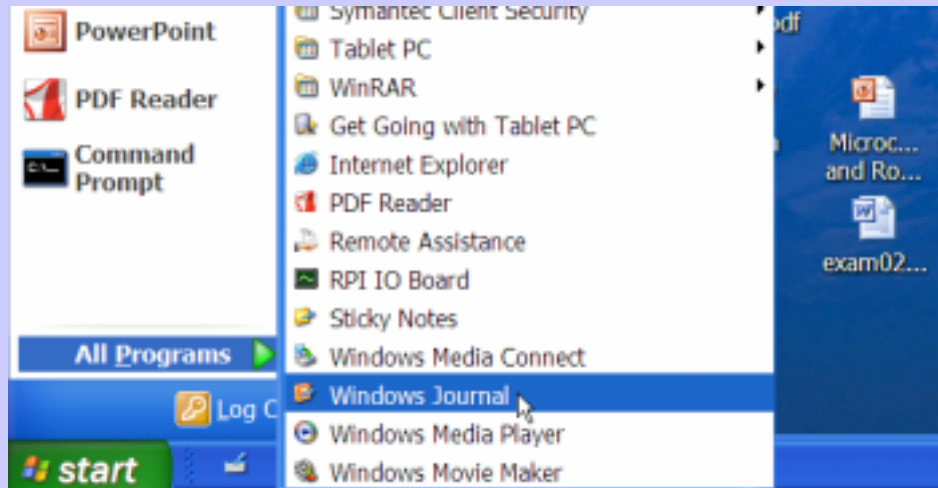 PowerPoint
PDF Reader
Command
Prompt
All Programs
Log O
start
Symantec Client Security
Tablet PC
WinRAR
Get Going with Tablet PC
Internet Explorer
PDF Reader
Remote Assistance
RPI IO Board
Sticky Notes
Windows Media Connect
Windows Journal
Windows Media Player
Windows Movie Maker
pdf
Microc...
and Ro...
exam02...